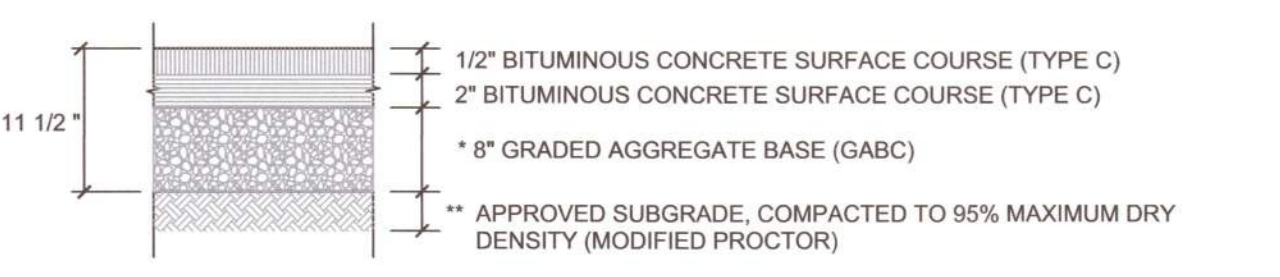 1/2" BITUMINOUS CONCRETE SURFACE COURSE (TYPE C)
2" BITUMINOUS CONCRETE SURFACE COURSE (TYPE C)
11 1/2 "
* 8" GRADED AGGREGATE BASE (GABC)
** APPROVED SUBGRADE, COMPACTED TO 95% MAXIMUM DRY
DENSITY (MODIFIED PROCTOR)